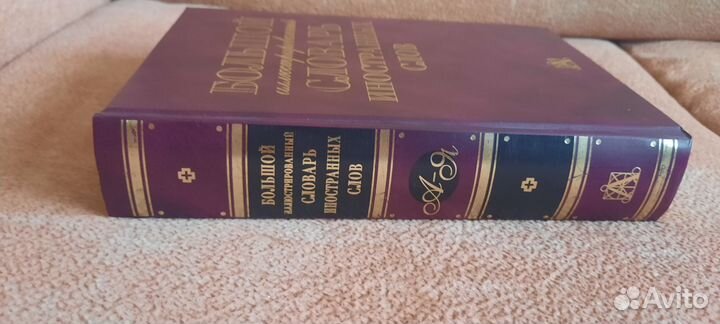 БОЛЬШОЙ
иллюстрированный
СЛОВАРЬ
ИНОСТРАННЫХ
СЛОВ
БОЛЬШОЙ
ИЛЛЮСТРИРОВАННЫЙ
СЛОВАРЬ
ИНОСТРАННЫХ
СЛОВ
А-Я
Avito